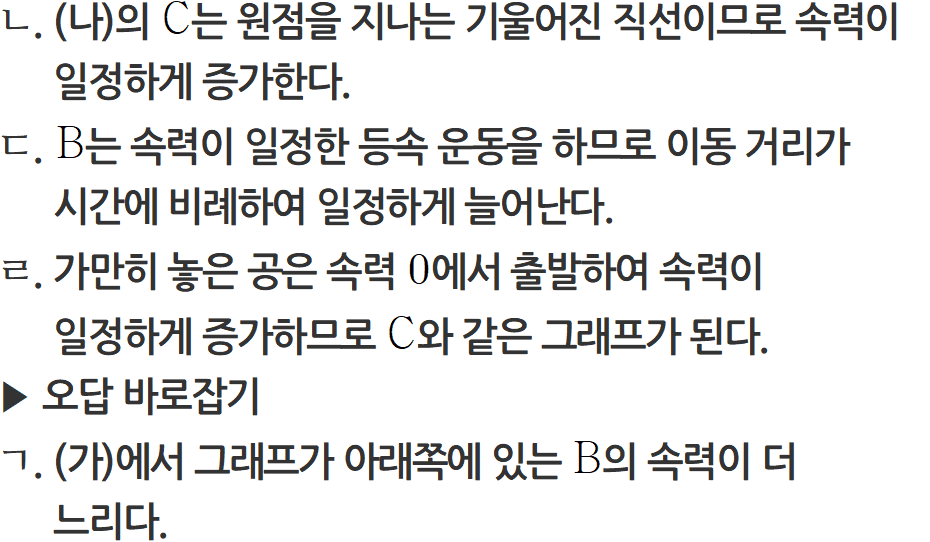 ㄴ. (나)의 C는 원점을 지나는 기울어진 직선이므로 속력이
일정하게 증가한다.
ㄷ. B는 속력이 일정한 등속 운동을 하므로 이동 거리가
시간에 비례하여 일정하게 늘어난다.
ㄹ. 가만히 놓은 공은 속력 0에서 출발하여 속력이
일정하게 증가하므로 C와 같은 그래프가 된다.
▶ 오답 바로잡기
ㄱ. (가)에서 그래프가 아래쪽에 있는 B의 속력이 더
느리다.